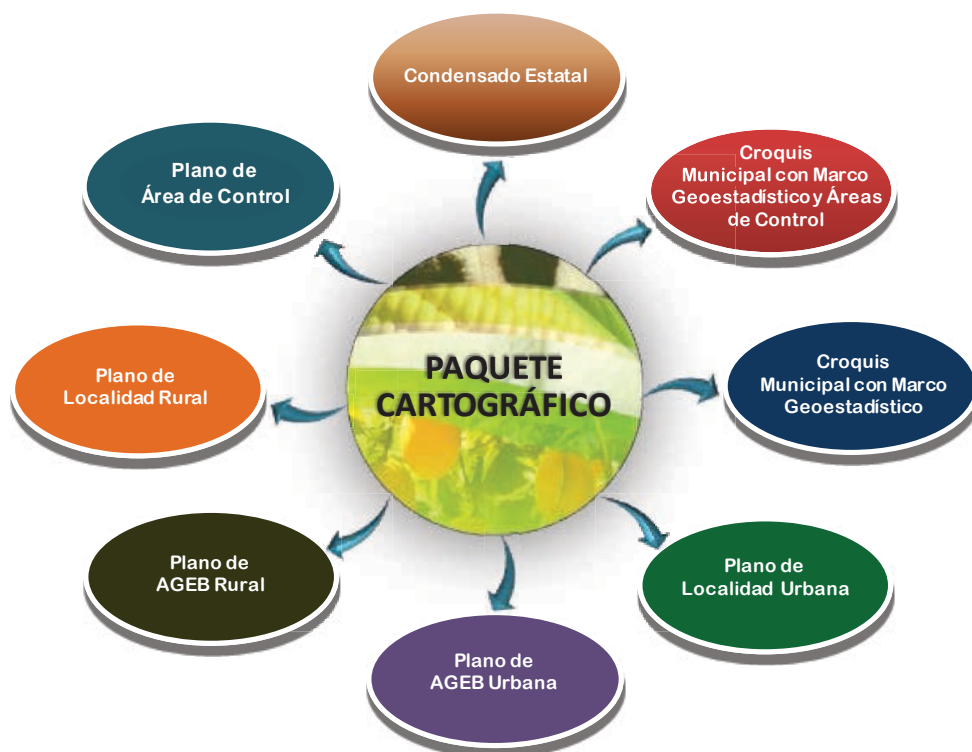 Condensado Estatal
Croquis
Municipal con Marco
Geoestadístico y Áreas
de Control
Croquis
Municipal con Marco
Geoestadístico
Plano de
Localidad Urbana
Plano de
AGEB Urbana
Plano de
AGEB Rural
Plano de
Localidad Rural
Plano de
Área de Control
PAQUETE
CARTOGRÁFICO